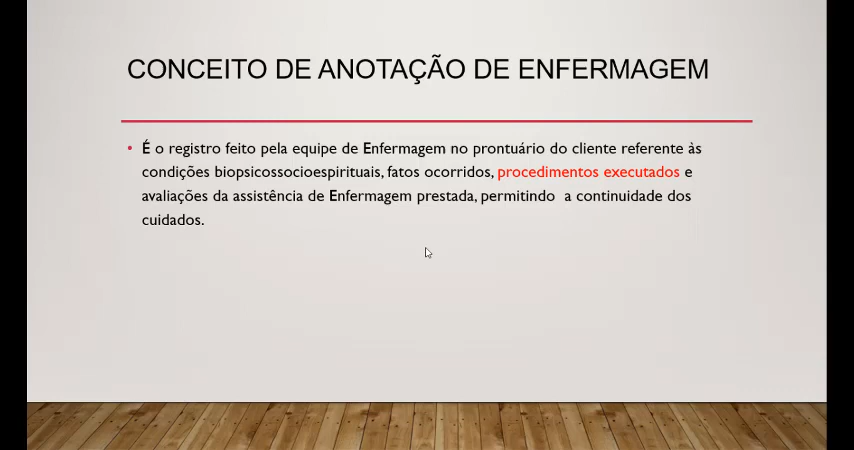 CONCEITO DE ANOTAÇÃO DE ENFERMAGEM
• É o registro feito pela equipe de Enfermagem no prontuário do cliente referente às
condições biopsicossocioespirituais, fatos ocorridos, procedimentos executados e
avaliações da assistência de Enfermagem prestada, permitindo a continuidade dos
cuidados.